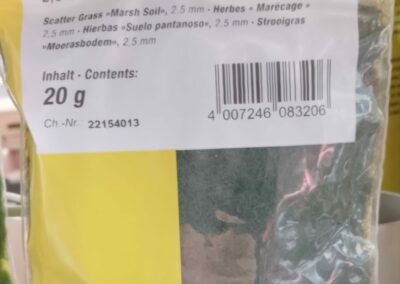 Scatter Grass »Marsh Soil«, 2.5 mm · Herbes « Marécage »
2,5 mm · Hierbas »Suelo pantanoso«, 2,5 mm · Strooigras
»Moerasbodem«, 2,5 mm
Inhalt · Contents:
20 g
Ch.-Nr.: 22154013
4 007246 083206